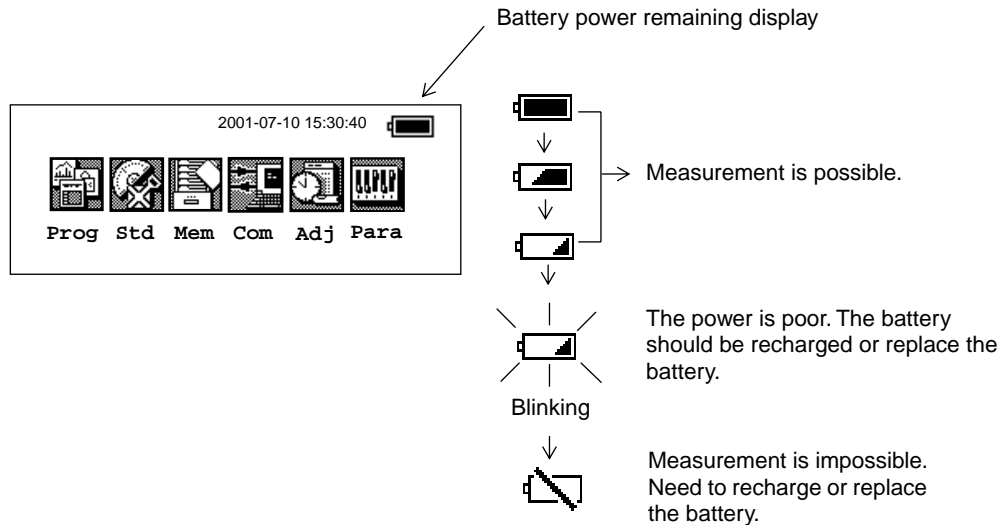 Battery power remaining display
2001-07-10 15:30:40
Prog Std Mem Com Adj Para
Measurement is possible.
The power is poor. The battery
should be recharged or replace the
battery.
Blinking
Measurement is impossible.
Need to recharge or replace
the battery.